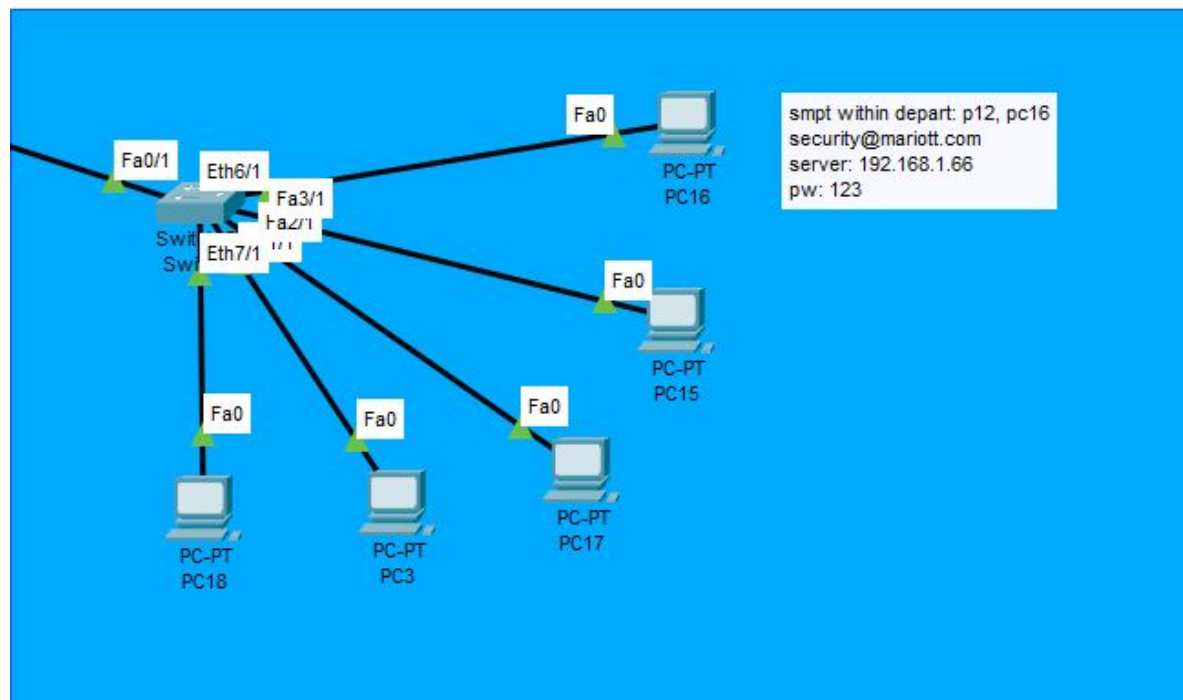 Fa0
smpt within depart: p12, pc16
security@mariott.com
server: 192.168.1.66
pw: 123
Fa0/1
Eth6/1
PC-PT
PC16
Fa3/1
Fa2/1
Eth7/1
Fa0
PC-PT
PC15
Fa0
Fa0
Fa0
PC-PT
PC17
PC-PT
PC18
PC-PT
PC3